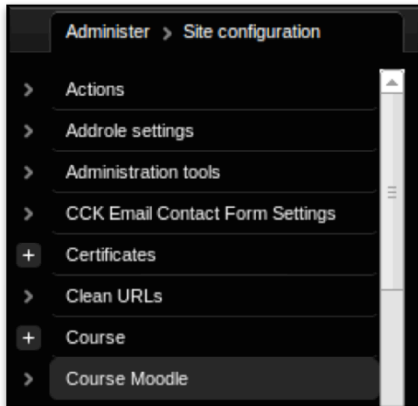 Administer > Site configuration
Actions
Addrole settings
Administration tools
CCK Email Contact Form Settings
Certificates
Clean URLs
Course
Course Moodle